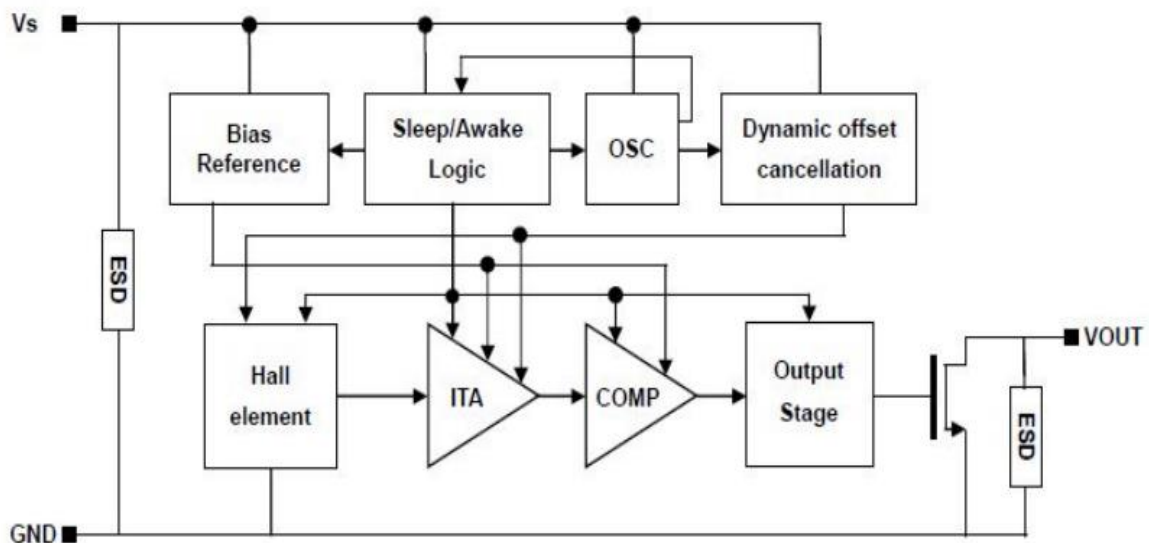 Vs
Bias
Reference
Sleep/Awake
Logic
OSC
Dynamic offset
cancellation
ESD
Hall
element
ITA
COMP
Output
Stage
VOUT
ESD
GND